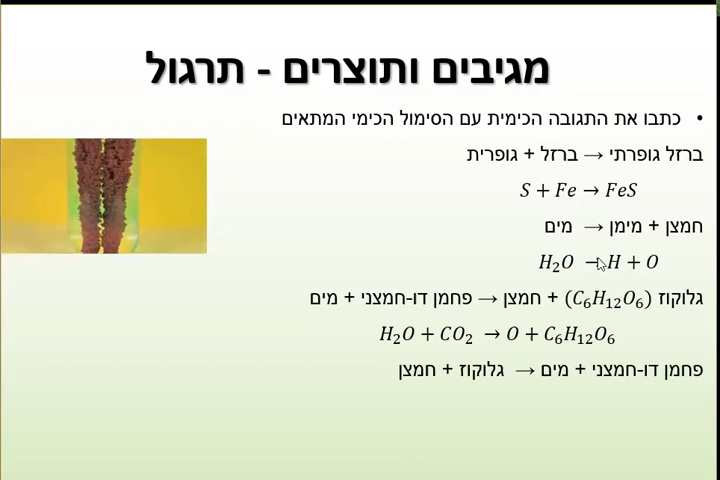 מגיבים ותוצרים - תרגול
• כתבו את התגובה הכימית עם הסימול הכימי המתאים
ברזל גופרתי → ברזל + גופרית
S + Fe → FeS
חמצן + מימן → מים
H₂O → H + O
גלוקוז (C₆H₁₂O₆) + חמצן → פחמן דו-חמצני + מים
H₂O + CO₂ → O + C₆H₁₂O₆
פחמן דו-חמצני + מים → גלוקוז + חמצן